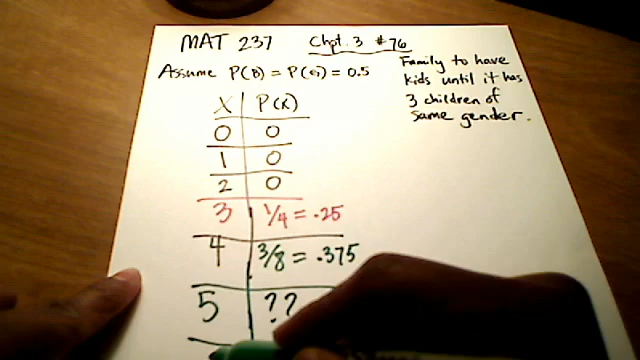 MAT 237 Chpt. 3 #76
Assume P(B) = P(G) = 0.5
Family to have
kids until it has
3 children of
same gender.
X P(X)
0 0
1 0
2 0
3 1/4 = .25
4 3/8 = .375
5 ??